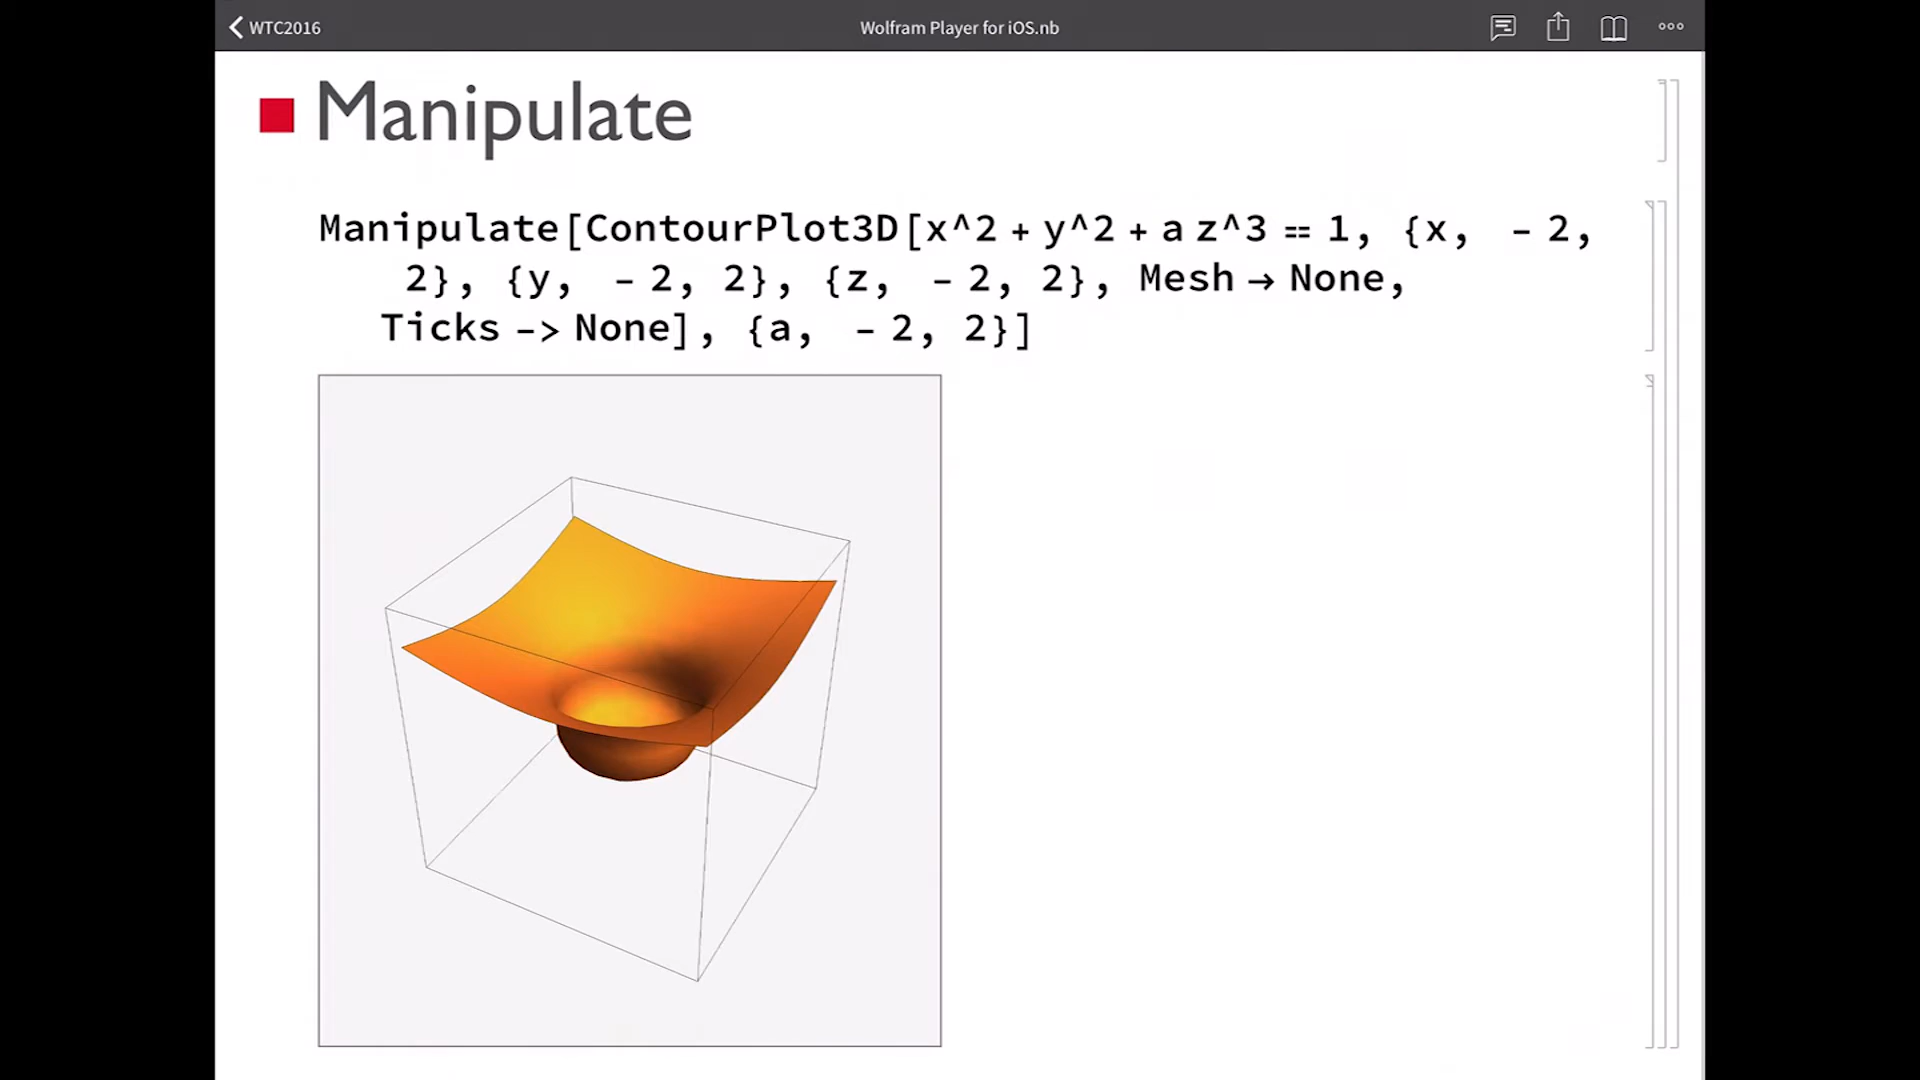 WTC2016
Wolfram Player for iOS.nb
Manipulate
Manipulate[ContourPlot3D[x^2 + y^2 + a z^3 == 1, {x, -2,
2}, {y, -2, 2}, {z, -2, 2}, Mesh → None,
Ticks -> None], {a, -2, 2}]